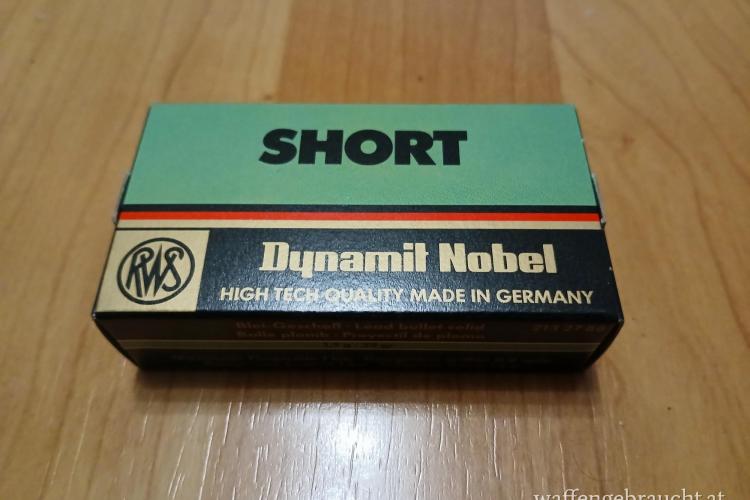 SHORT
RWS
Dynamit Nobel
HIGH TECH QUALITY MADE IN GERMANY
Blei-Geschoß · Lead bullet solid
Balle plomb · Proyectil de plomo
waffengebraucht.at